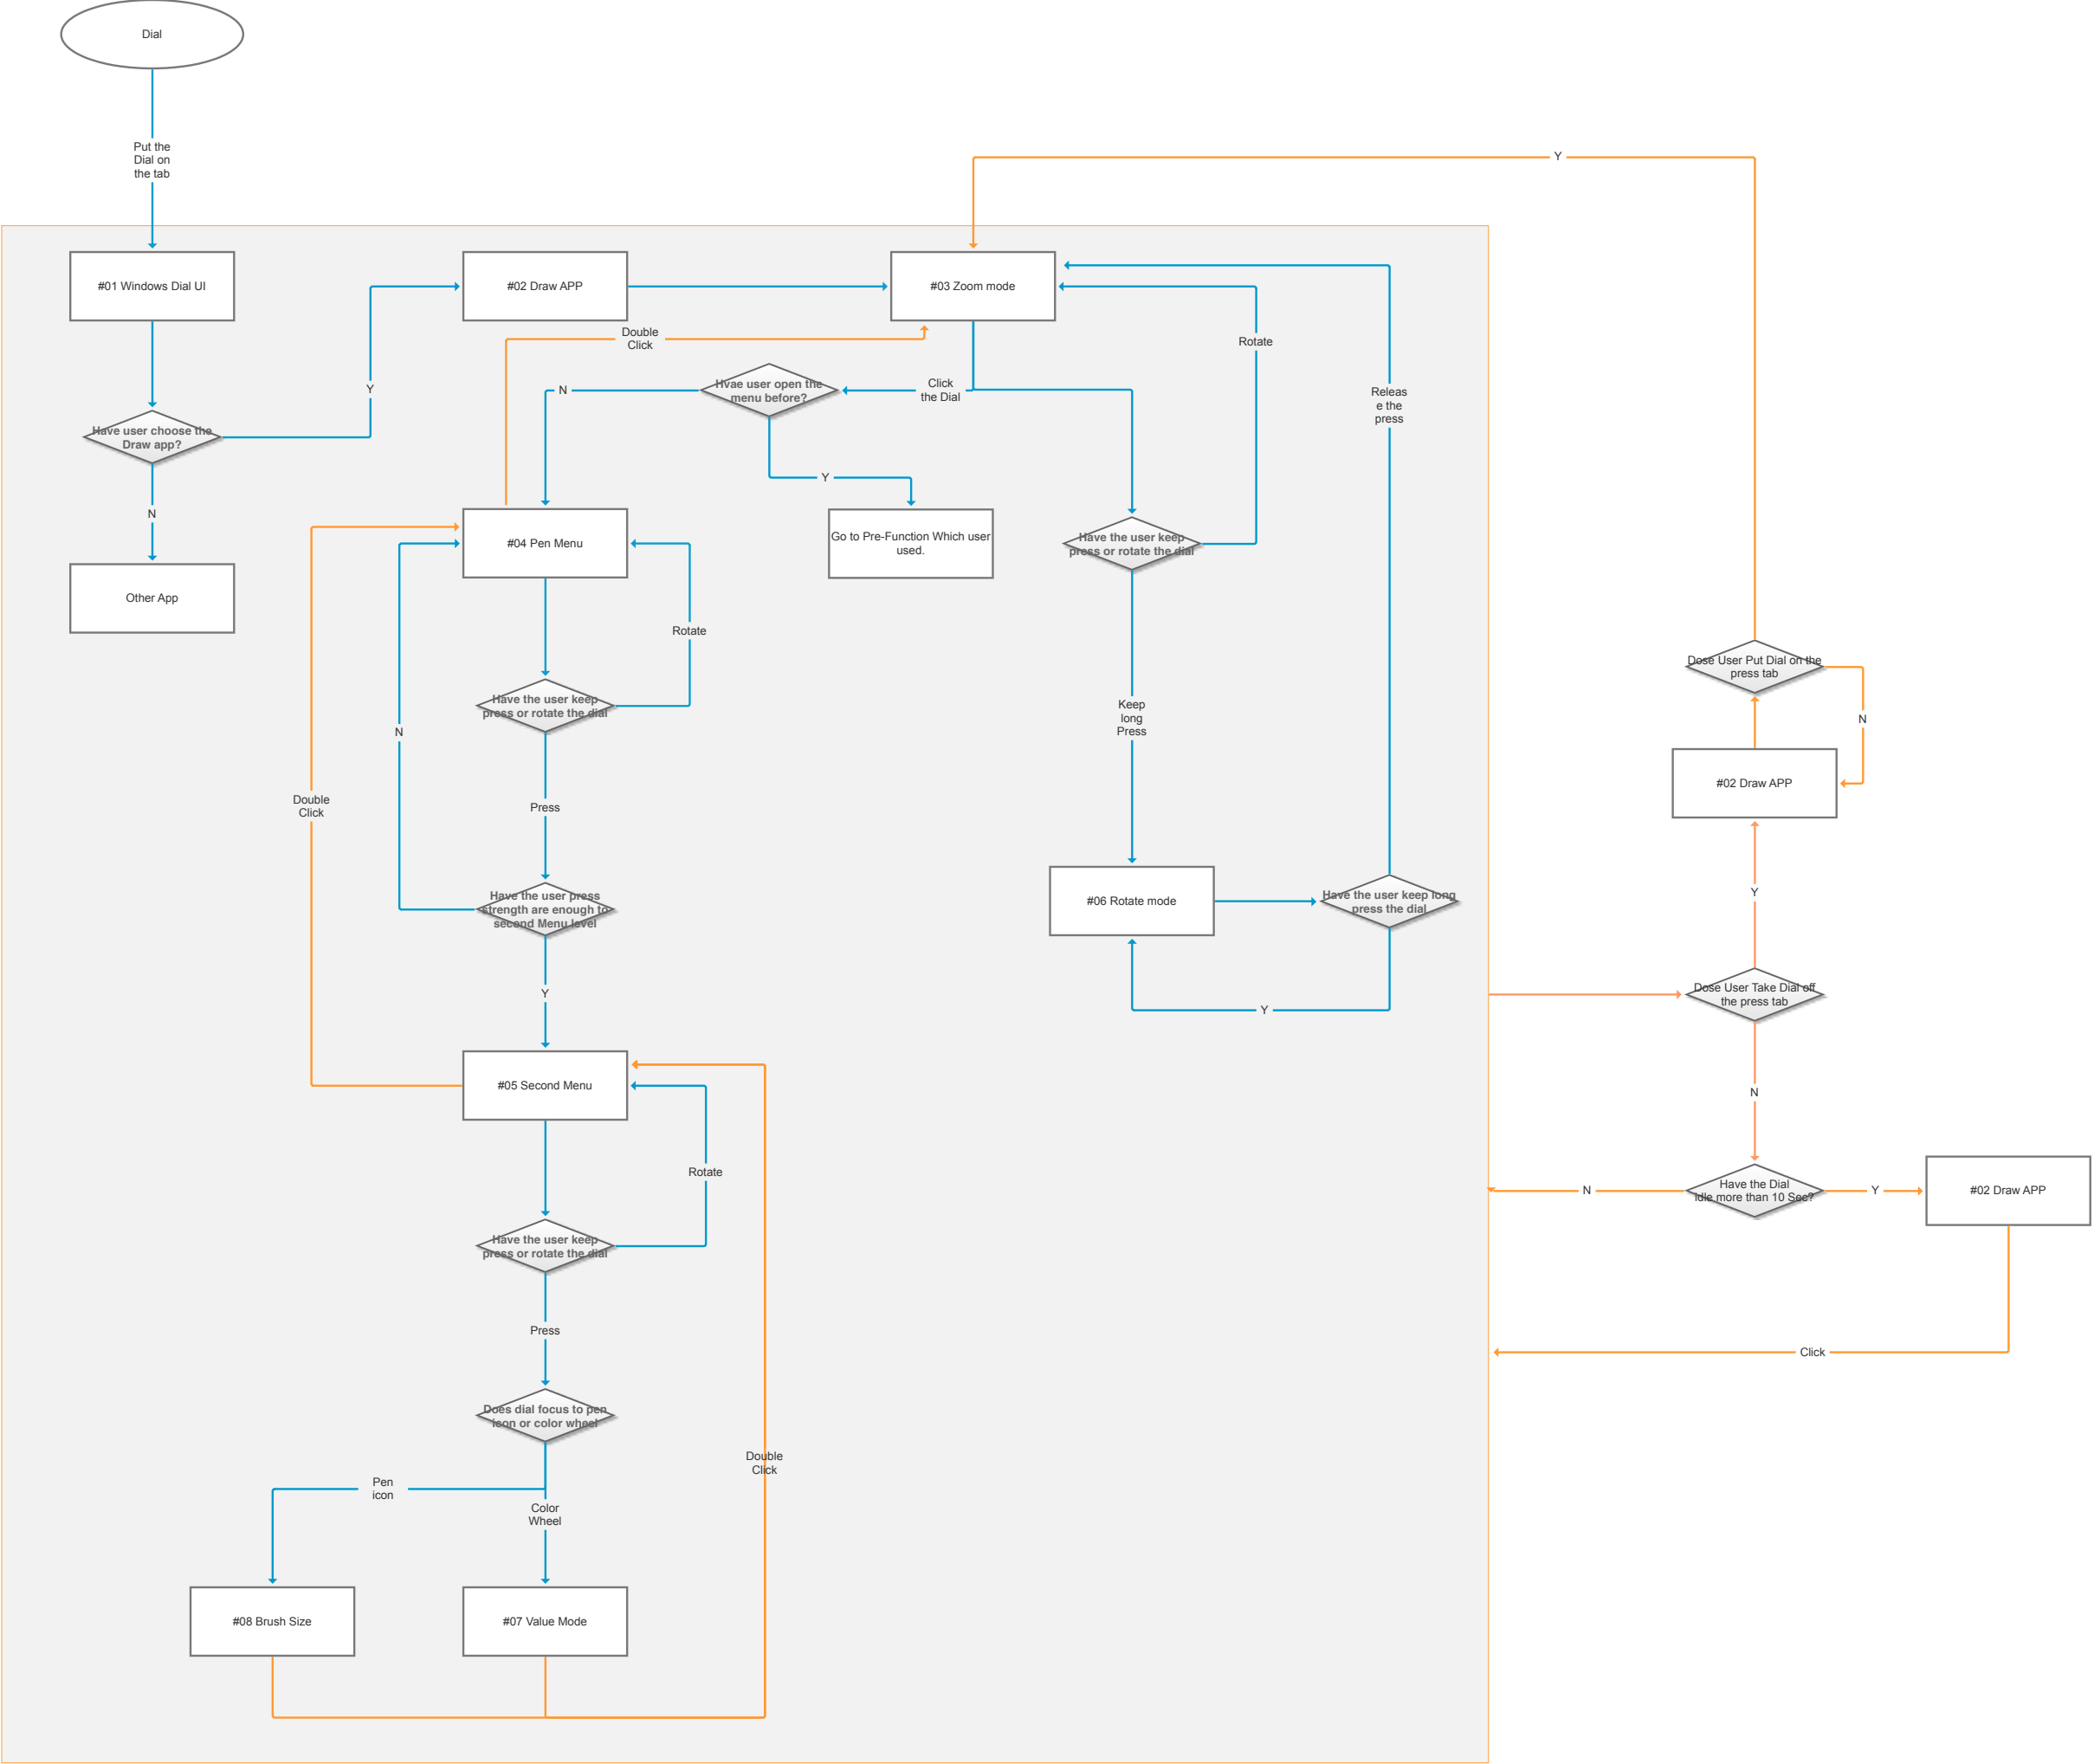 Dial
Put the
Dial on
the tab
Y
#01 Windows Dial UI
#02 Draw APP
#03 Zoom mode
Double
Click
Rotate
Y
N
Hvae user open the
menu before?
Click
the Dial
Releas
e the
press
Have user choose the
Draw app?
Y
N
#04 Pen Menu
Go to Pre-Function Which user
used.
Have the user keep
press or rotate the dial
Other App
Rotate
Dose User Put Dial on the
press tab
N
Have the user keep
press or rotate the dial
Keep
long
Press
N
#02 Draw APP
Double
Click
Press
Y
Have the user press
strength are enough to
second Menu level
#06 Rotate mode
Have the user keep long
press the dial
Y
Y
Dose User Take Dial off
the press tab
#05 Second Menu
N
Rotate
N
Have the Dial
idle more than 10 Sec?
Y
#02 Draw APP
Have the user keep
press or rotate the dial
Press
Click
Does dial focus to pen
icon or color wheel
Double
Click
Pen
icon
Color
Wheel
#08 Brush Size
#07 Value Mode